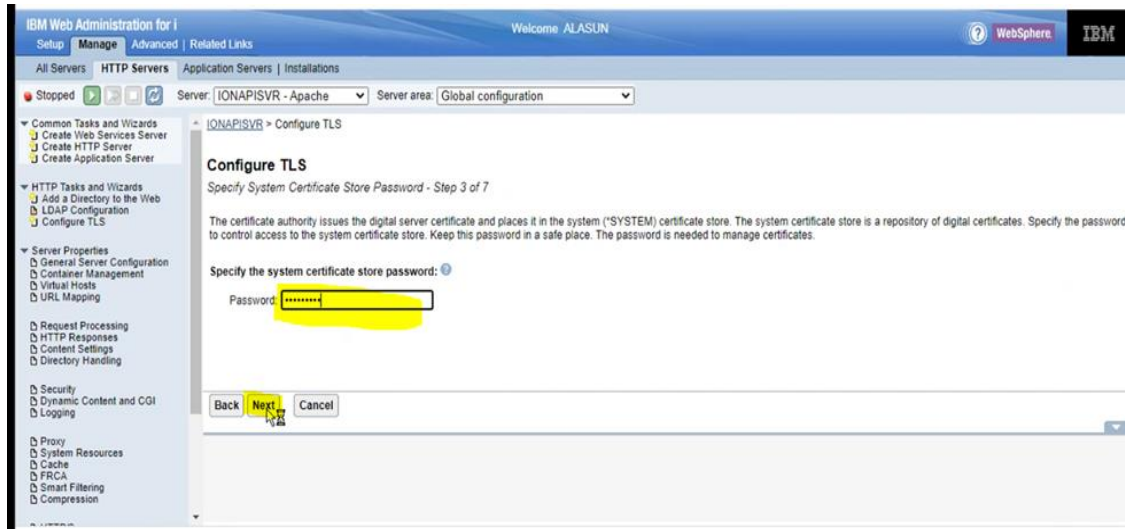 IBM Web Administration for i
Welcome ALASUN
WebSphere.
IBM
Setup Manage Advanced | Related Links
All Servers HTTP Servers Application Servers | Installations
Stopped Server: IONAPISVR - Apache Server area: Global configuration
Common Tasks and Wizards
Create Web Services Server
Create HTTP Server
Create Application Server
HTTP Tasks and Wizards
Add a Directory to the Web
LDAP Configuration
Configure TLS
Server Properties
General Server Configuration
Container Management
Virtual Hosts
URL Mapping
Request Processing
HTTP Responses
Content Settings
Directory Handling
Security
Dynamic Content and CGI
Logging
Proxy
System Resources
Cache
FRCA
Smart Filtering
Compression
IONAPISVR > Configure TLS
Configure TLS
Specify System Certificate Store Password - Step 3 of 7
The certificate authority issues the digital server certificate and places it in the system (*SYSTEM) certificate store. The system certificate store is a repository of digital certificates. Specify the password
to control access to the system certificate store. Keep this password in a safe place. The password is needed to manage certificates.
Specify the system certificate store password:
Password: •••••••••
Back Next Cancel